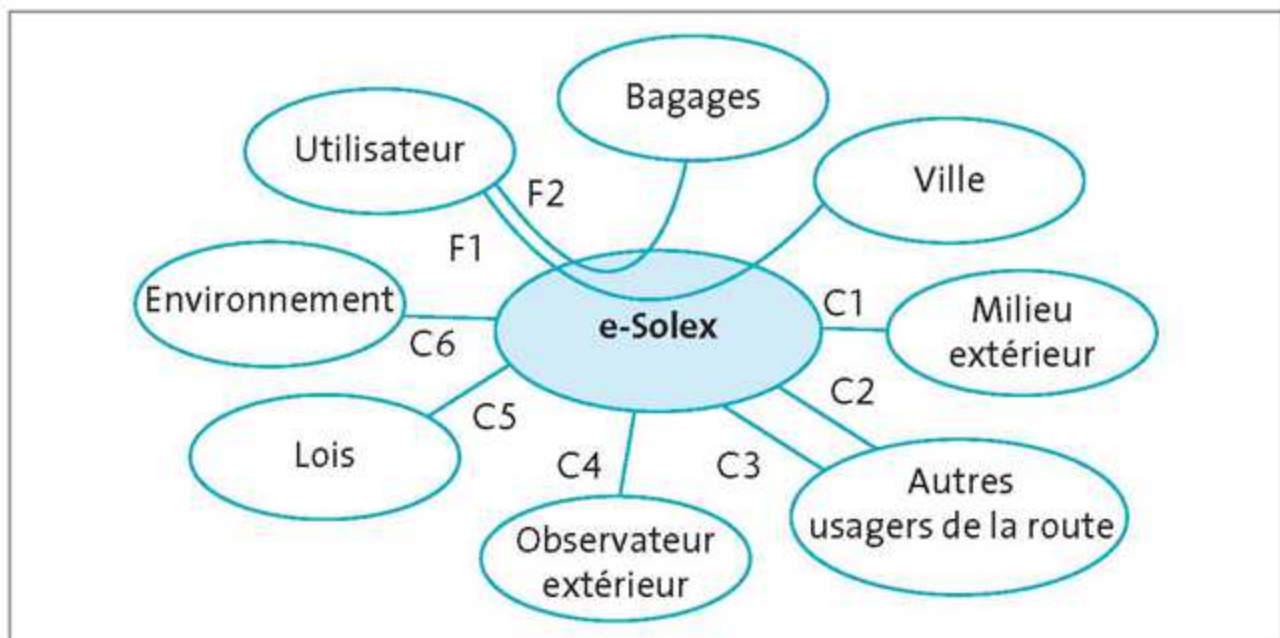 Bagages
Utilisateur
Ville
F2
F1
Environnement
C6
e-Solex
C1
Milieu
extérieur
C2
C5
Lois
C4
C3
Autres
usagers de la route
Observateur
extérieur